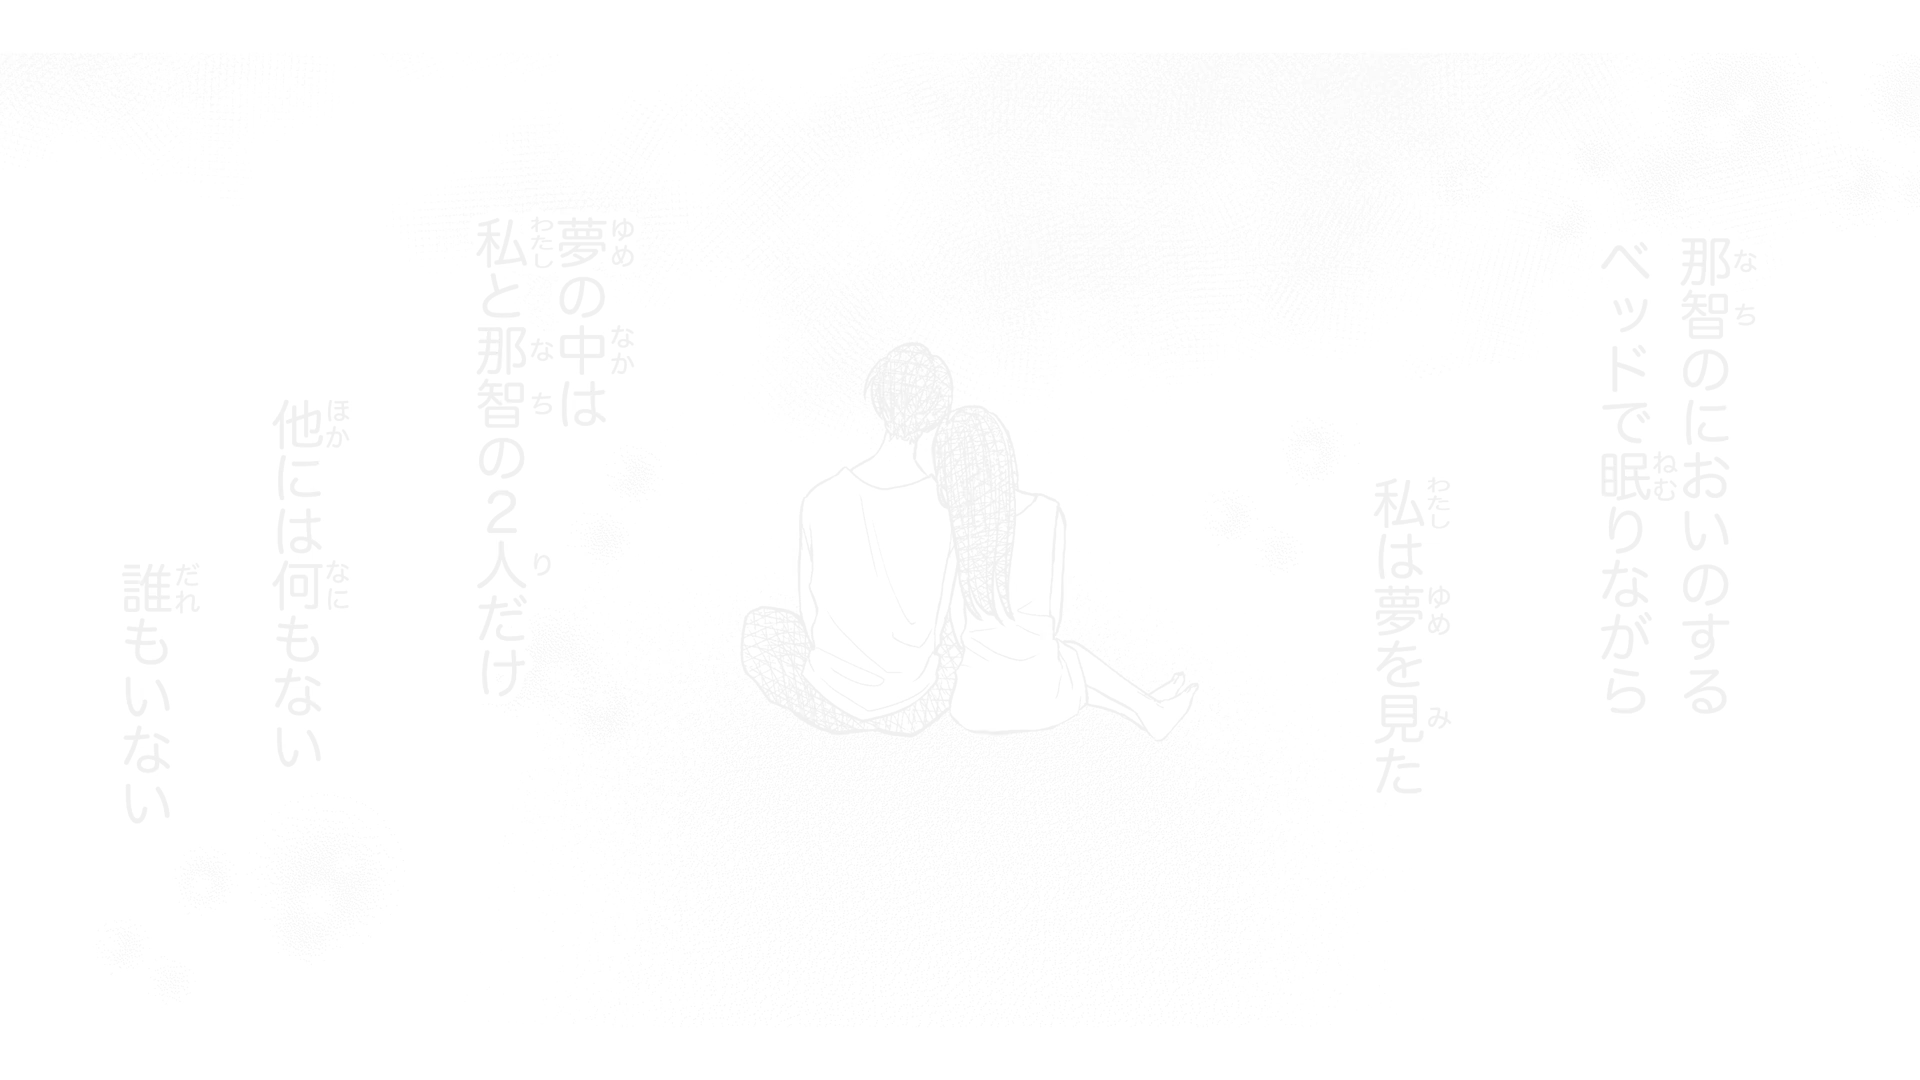 那智のにおいのする
ベッドで眠りながら
私は夢を見た
夢の中は
私と那智の2人だけ
他には何もない
誰もいない